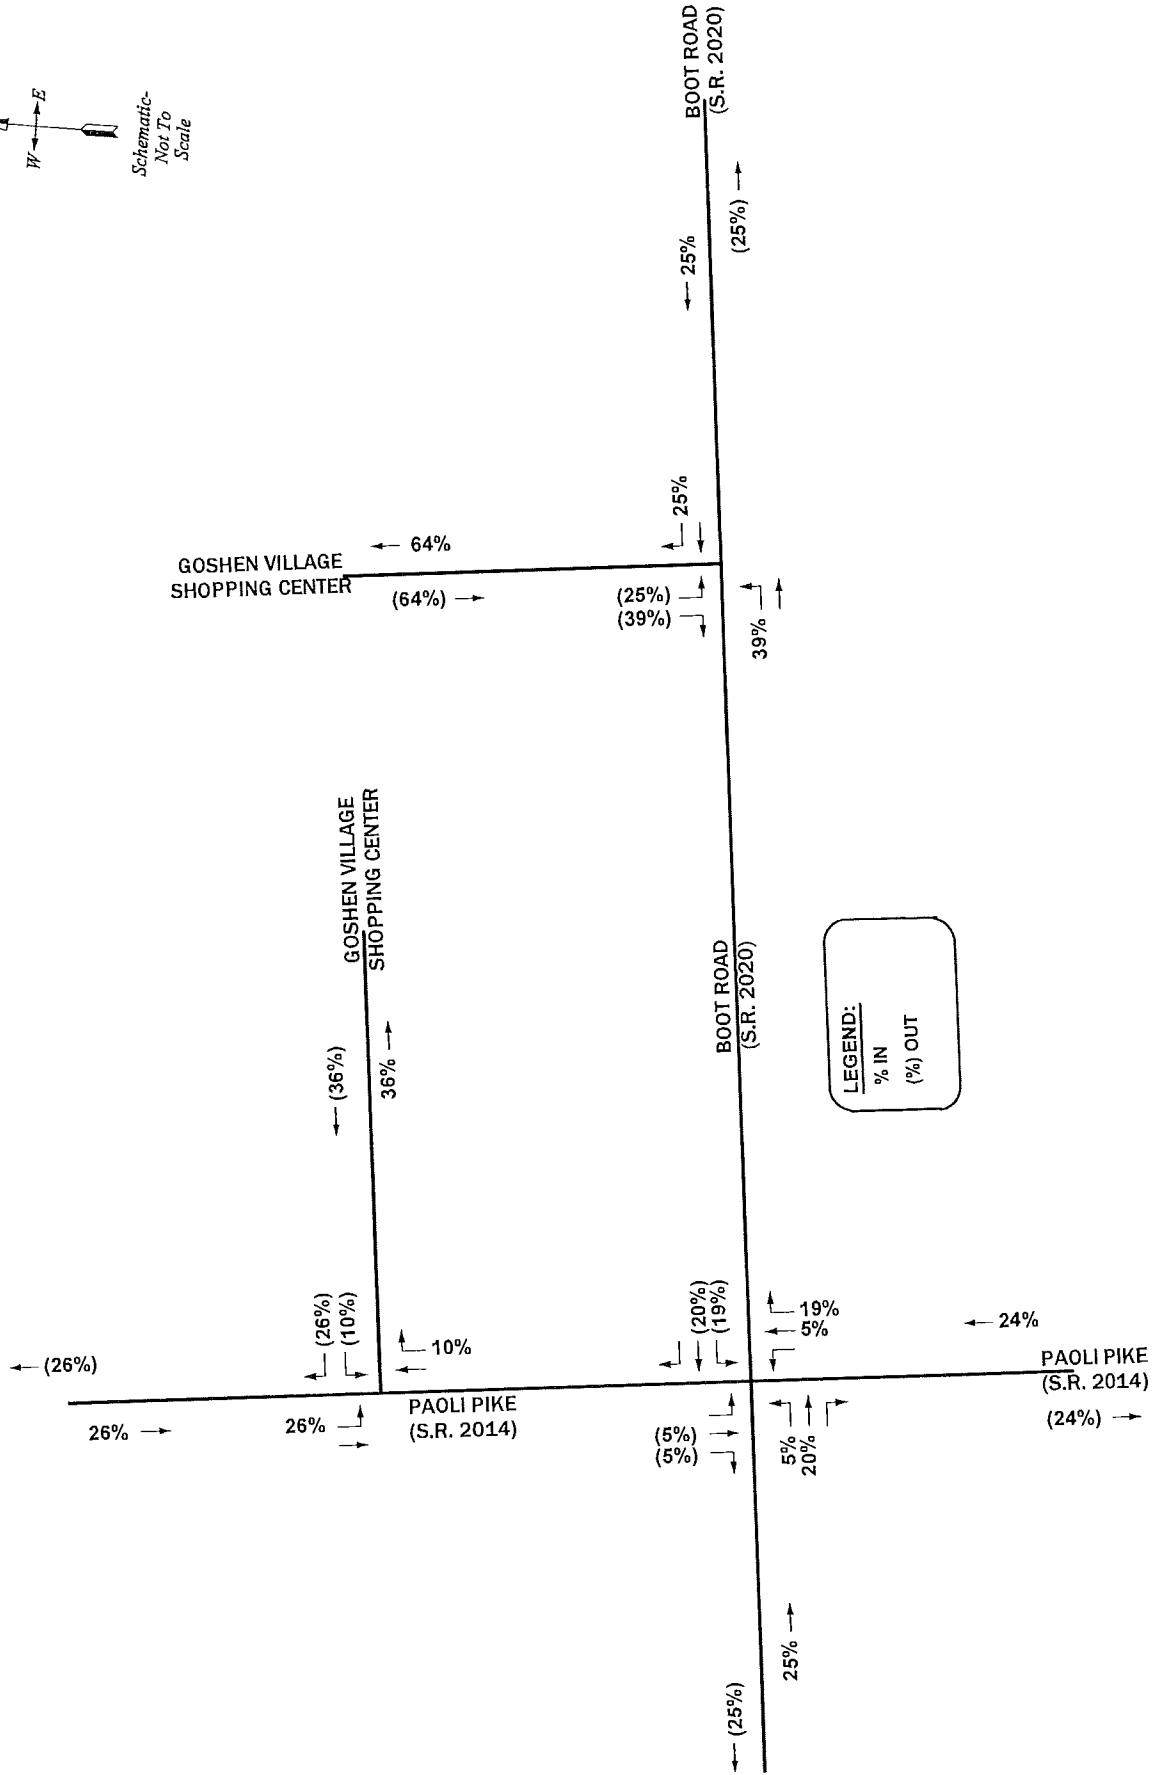 W
E
Schematic-
Not To
Scale
BOOT ROAD
(S.R. 2020)
25%
(25%)
GOSHEN VILLAGE
SHOPPING CENTER
64%
(64%)
25%
(25%)
(39%)
39%
GOSHEN VILLAGE
SHOPPING CENTER
(36%)
36%
BOOT ROAD
(S.R. 2020)
LEGEND:
% IN
(%) OUT
(26%)
26%
(26%)
(10%)
10%
26%
PAOLI PIKE
(S.R. 2014)
(20%)
(19%)
19%
5%
(5%)
(5%)
5%
20%
24%
PAOLI PIKE
(S.R. 2014)
(24%)
25%
(25%)